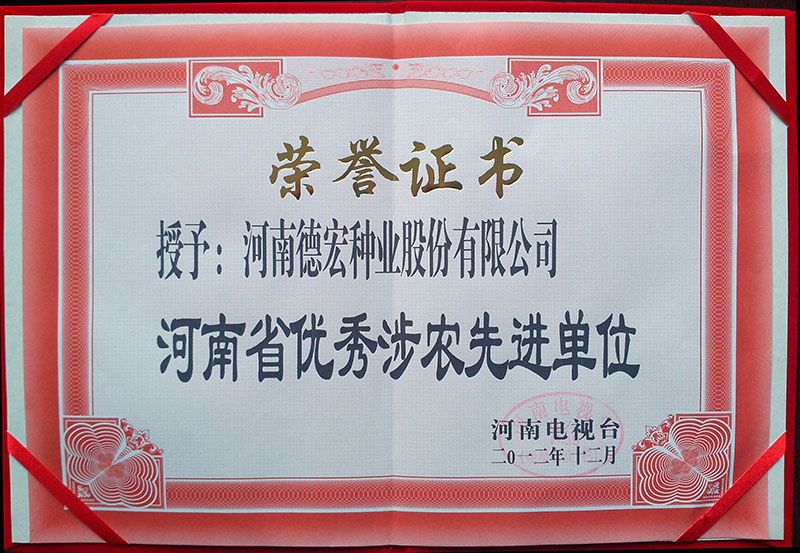 荣誉证书
授予：河南德宏种业股份有限公司
河南省优秀涉农先进单位
河南电视台
二〇一二年十二月